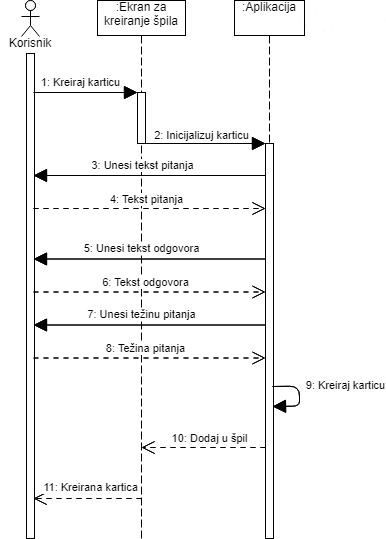 :Ekran za
kreiranje špila
:Aplikacija
Korisnik
1: Kreiraj karticu
2: Inicijalizuj karticu
3: Unesi tekst pitanja
4: Tekst pitanja
5: Unesi tekst odgovora
6: Tekst odgovora
7: Unesi težinu pitanja
8: Težina pitanja
9: Kreiraj karticu
10: Dodaj u špil
11: Kreirana kartica